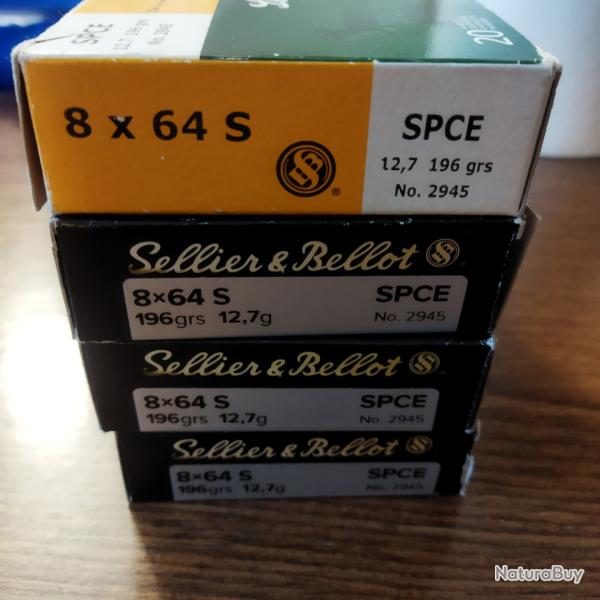 SPCE
12,7 196 grs
No. 2945
20
8 x 64 S
SPCE
12,7 196 grs
No. 2945
Sellier & Bellot
8×64 S SPCE
196grs 12,7g No. 2945
Sellier & Bellot
8×64 S SPCE
196grs 12,7g No. 2945
Sellier & Bellot
8×64 S SPCE
196grs 12,7g No. 2945
NaturaBuy